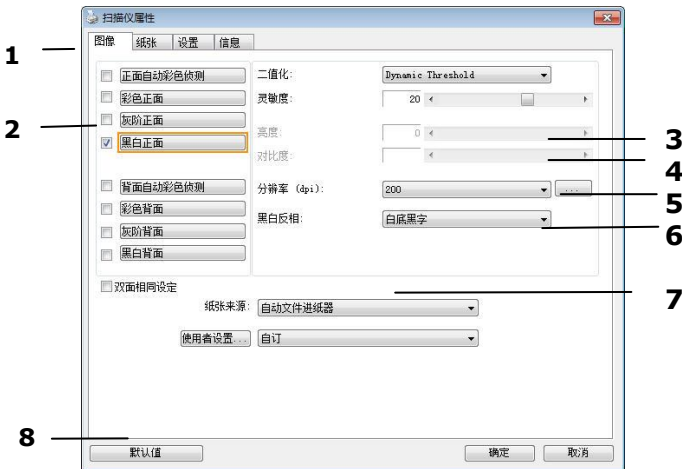 扫描仪属性
1
图像 纸张 设置 信息
正面自动彩色侦测 二值化: Dynamic Threshold
彩色正面 灵敏度: 20
2
灰阶正面
亮度: 0 3
黑白正面
对比度: 4
背面自动彩色侦测 分辨率 (dpi): 200 ... 5
彩色背面 黑白反相: 白底黑字 6
灰阶背面
黑白背面
双面相同设定 7
纸张来源: 自动文件进纸器
使用者设置... 自订
8
默认值 确定 取消